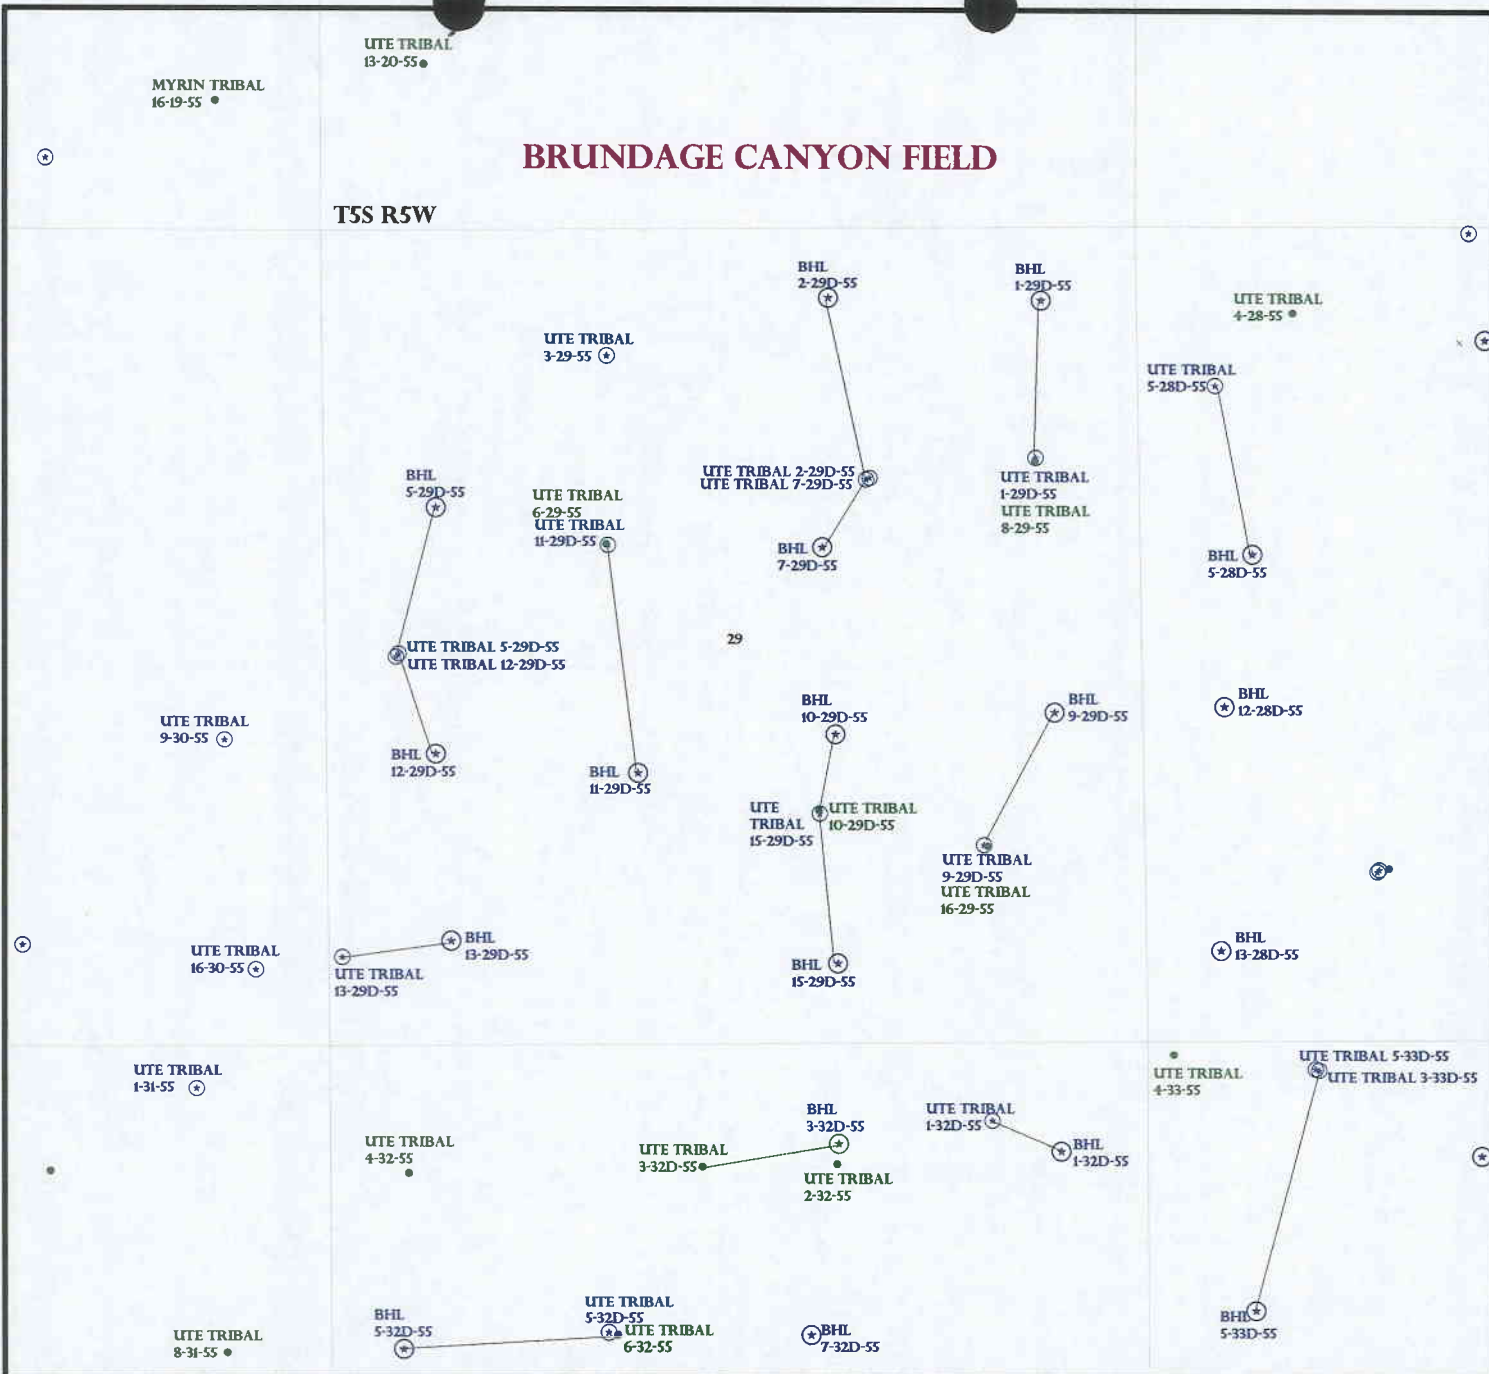 UTE TRIBAL
13-20-55
MYRIN TRIBAL
16-19-55
BRUNDAGE CANYON FIELD
T5S R5W
BHL
2-29D-55
BHL
1-29D-55
UTE TRIBAL
4-28-55
UTE TRIBAL
3-29-55
UTE TRIBAL
5-28D-55
BHL
5-29D-55
UTE TRIBAL
6-29-55
UTE TRIBAL
11-29D-55
UTE TRIBAL 2-29D-55
UTE TRIBAL 7-29D-55
UTE TRIBAL
1-29D-55
UTE TRIBAL
8-29-55
BHL
7-29D-55
BHL
5-28D-55
29
UTE TRIBAL 5-29D-55
UTE TRIBAL 12-29D-55
UTE TRIBAL
9-30-55
BHL
12-29D-55
BHL
11-29D-55
BHL
10-29D-55
BHL
9-29D-55
BHL
12-28D-55
UTE
TRIBAL
15-29D-55
UTE TRIBAL
10-29D-55
UTE TRIBAL
9-29D-55
UTE TRIBAL
16-29-55
UTE TRIBAL
16-30-55
BHL
13-29D-55
UTE TRIBAL
13-29D-55
BHL
15-29D-55
BHL
13-28D-55
UTE TRIBAL
1-31-55
UTE TRIBAL
4-33-55
UTE TRIBAL 5-33D-55
UTE TRIBAL 3-33D-55
UTE TRIBAL
4-32-55
UTE TRIBAL
3-32D-55
BHL
3-32D-55
UTE TRIBAL
2-32-55
UTE TRIBAL
1-32D-55
BHL
1-32D-55
UTE TRIBAL
8-31-55
BHL
5-32D-55
UTE TRIBAL
5-32D-55
UTE TRIBAL
6-32-55
BHL
7-32D-55
BHL
5-33D-55